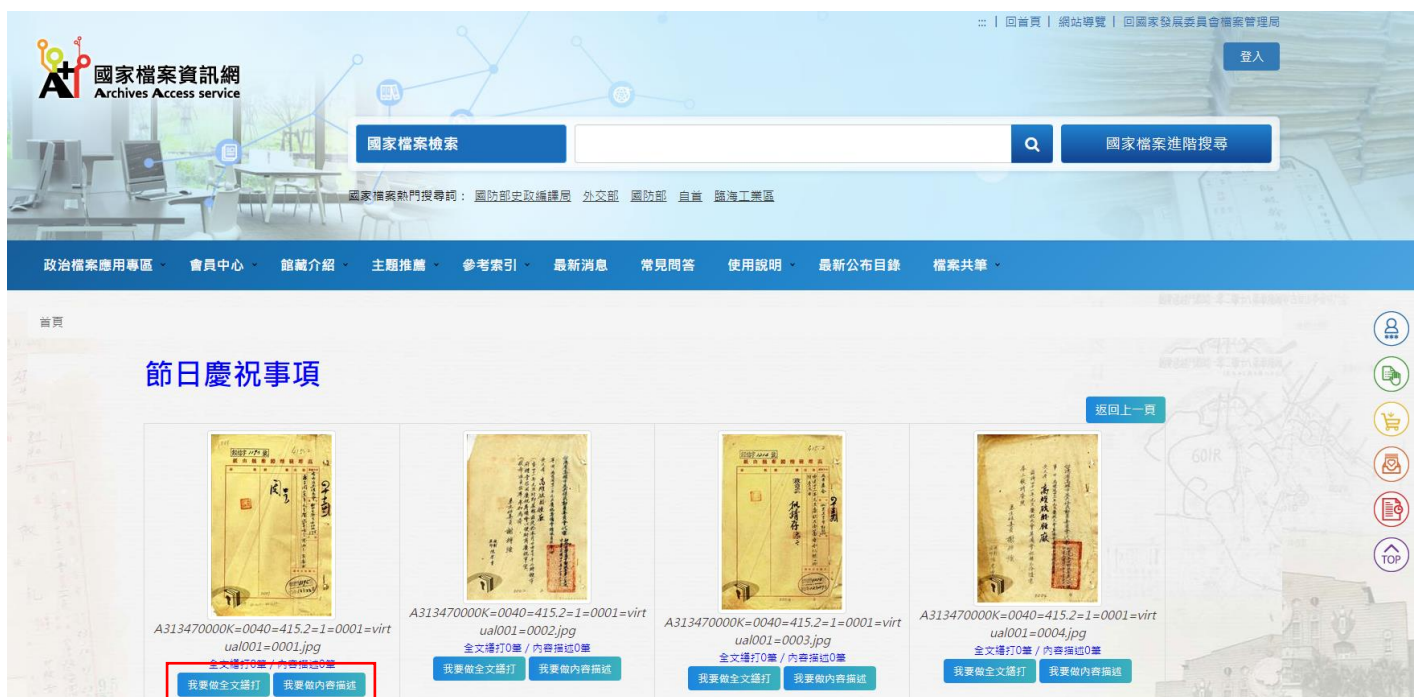 ::: | 回首頁 | 網站導覽 | 回國家發展委員會檔案管理局
登入
A+
國家檔案資訊網
Archives Access service
國家檔案檢索
國家檔案進階搜尋
國家檔案熱門搜尋詞： 國防部史政編譯局 外交部 國防部 自首 臨海工業區
政治檔案應用專區 會員中心 館藏介紹 主題推薦 參考索引 最新消息 常見問答 使用說明 最新公布目錄 檔案共筆
首頁
節日慶祝事項
返回上一頁
TOP
A313470000K=0040=415.2=1=0001=virt
ual001=0001.jpg
全文繕打0筆 / 內容描述0筆
我要做全文繕打 我要做內容描述
A313470000K=0040=415.2=1=0001=virt
ual001=0002.jpg
全文繕打0筆 / 內容描述0筆
我要做全文繕打 我要做內容描述
A313470000K=0040=415.2=1=0001=virt
ual001=0003.jpg
全文繕打0筆 / 內容描述0筆
我要做全文繕打 我要做內容描述
A313470000K=0040=415.2=1=0001=virt
ual001=0004.jpg
全文繕打0筆 / 內容描述0筆
我要做全文繕打 我要做內容描述